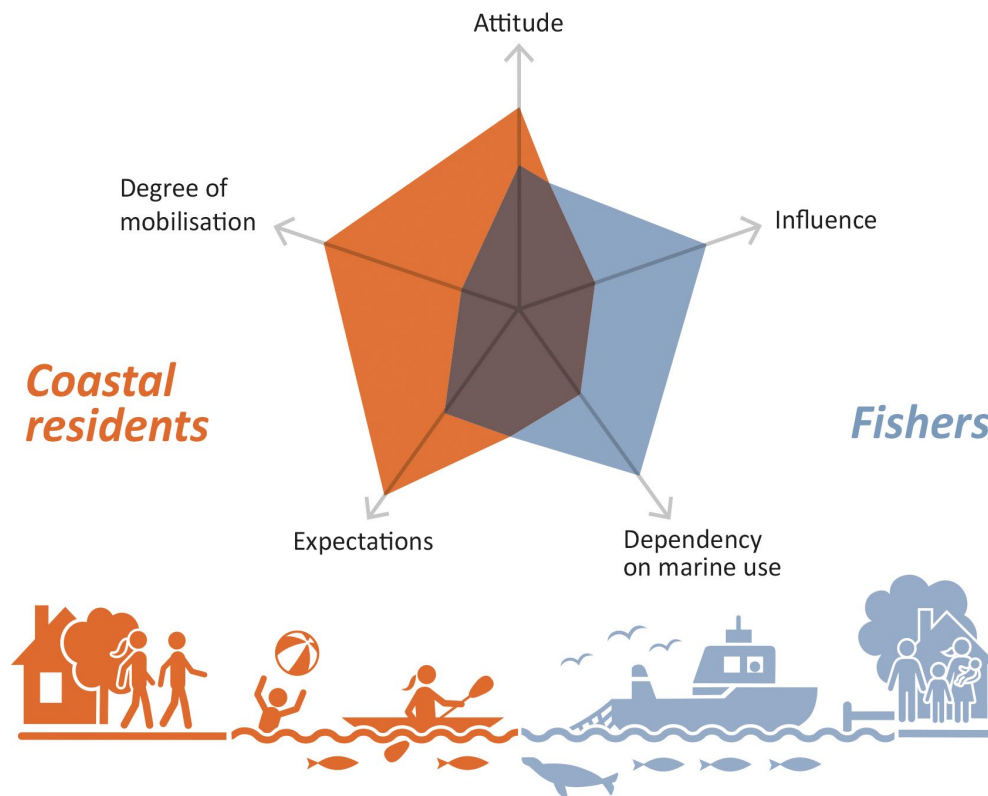 Attitude
Degree of
mobilisation
Influence
Coastal
residents
Fishers
Expectations
Dependency
on marine use